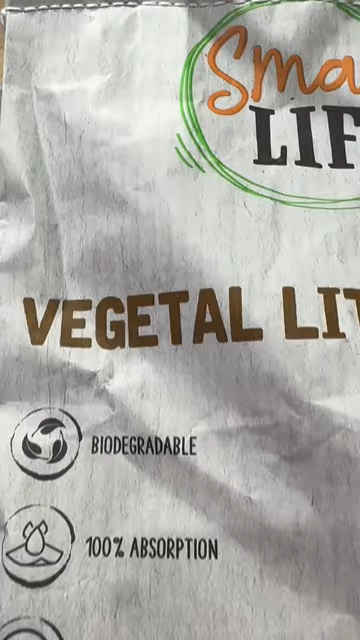 Sma
LIF
VEGETAL LIT
BIODEGRADABLE
100% ABSORPTION